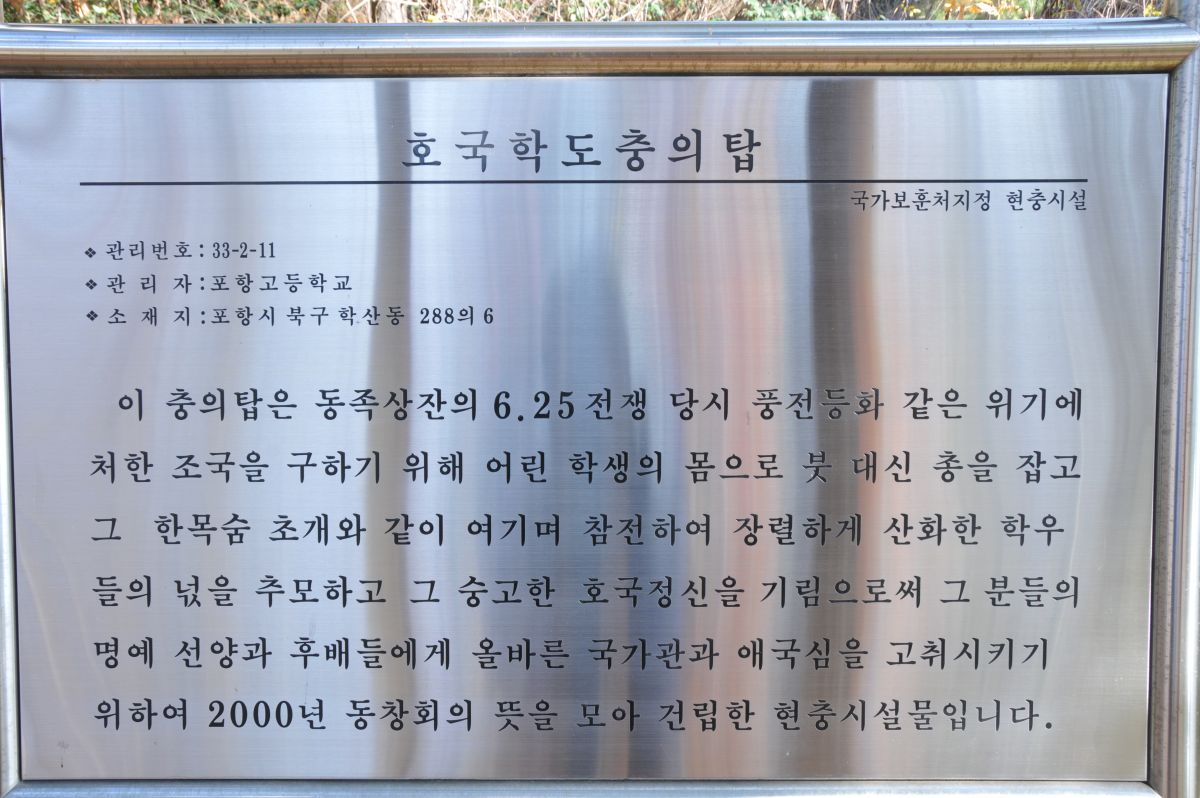 호국학도충의탑
국가보훈처지정 현충시설
❖ 관리번호 : 33-2-11
❖ 관 리 자 : 포항고등학교
❖ 소 재 지 : 포항시 북구 학산동 288의 6
이 충의탑은 동족상잔의 6.25 전쟁 당시 풍전등화 같은 위기에
처한 조국을 구하기 위해 어린 학생의 몸으로 붓 대신 총을 잡고
그 한목숨 초개와 같이 여기며 참전하여 장렬하게 산화한 학우
들의 넋을 추모하고 그 숭고한 호국정신을 기림으로써 그 분들의
명예 선양과 후배들에게 올바른 국가관과 애국심을 고취시키기
위하여 2000년 동창회의 뜻을 모아 건립한 현충시설물입니다.